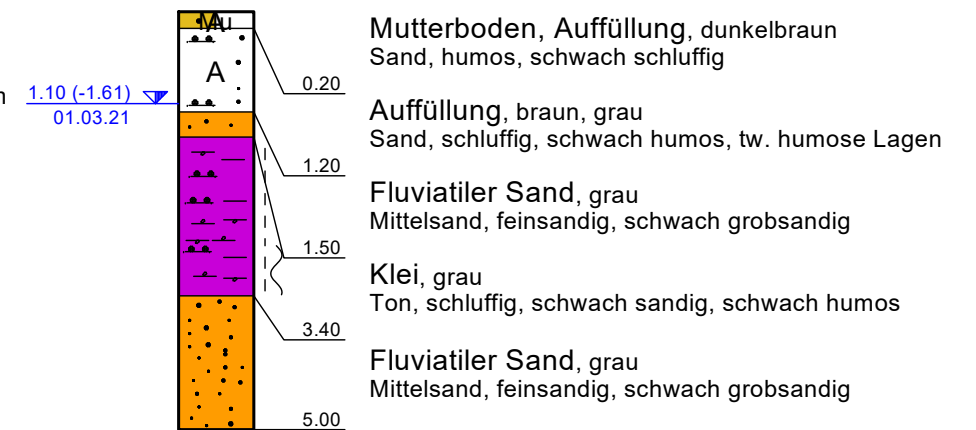 Mu
A
Mutterboden, Auffüllung, dunkelbraun
Sand, humos, schwach schluffig
0.20
A
1.10 (-1.61)
01.03.21
Auffüllung, braun, grau
Sand, schluffig, schwach humos, tw. humose Lagen
1.20
Fluviatiler Sand, grau
Mittelsand, feinsandig, schwach grobsandig
1.50
Klei, grau
Ton, schluffig, schwach sandig, schwach humos
3.40
Fluviatiler Sand, grau
Mittelsand, feinsandig, schwach grobsandig
5.00